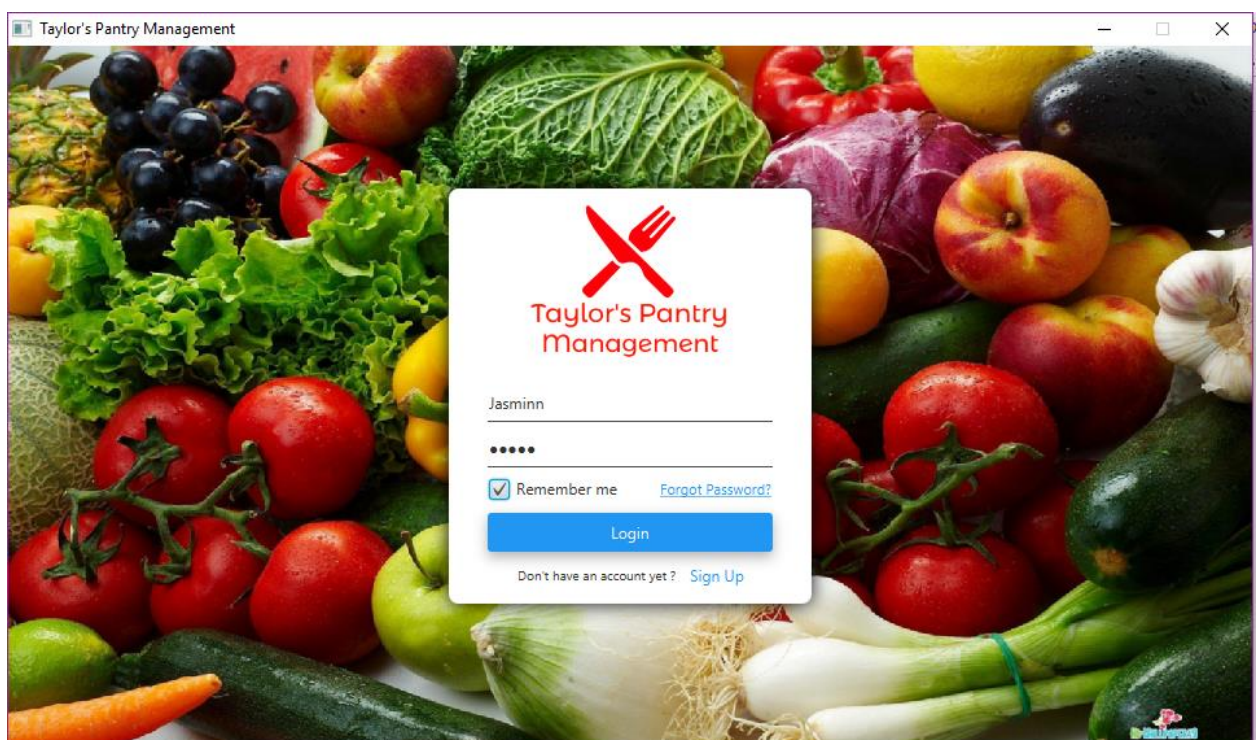 Taylor's Pantry Management
Taylor's Pantry
Management
Jasminn
•••••
Remember me Forgot Password?
Login
Don't have an account yet ? Sign Up